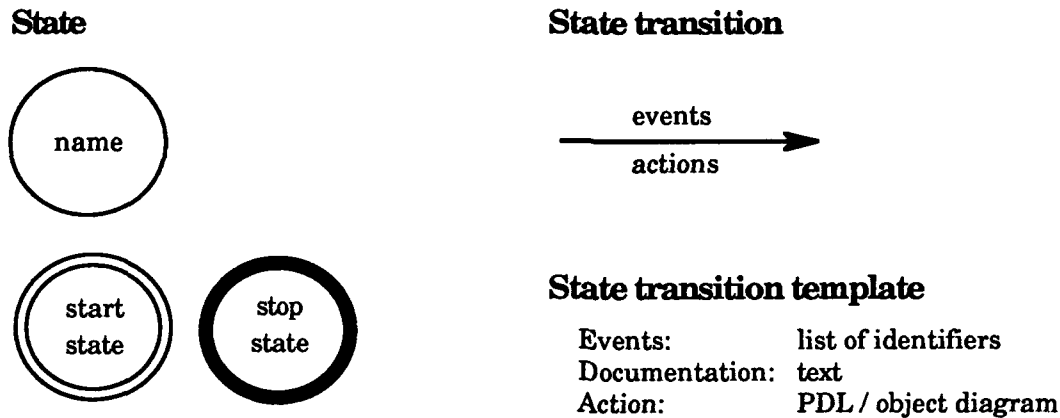 State
name
start
state
stop
state
State transition
events
actions
State transition template
Events: list of identifiers
Documentation: text
Action: PDL / object diagram